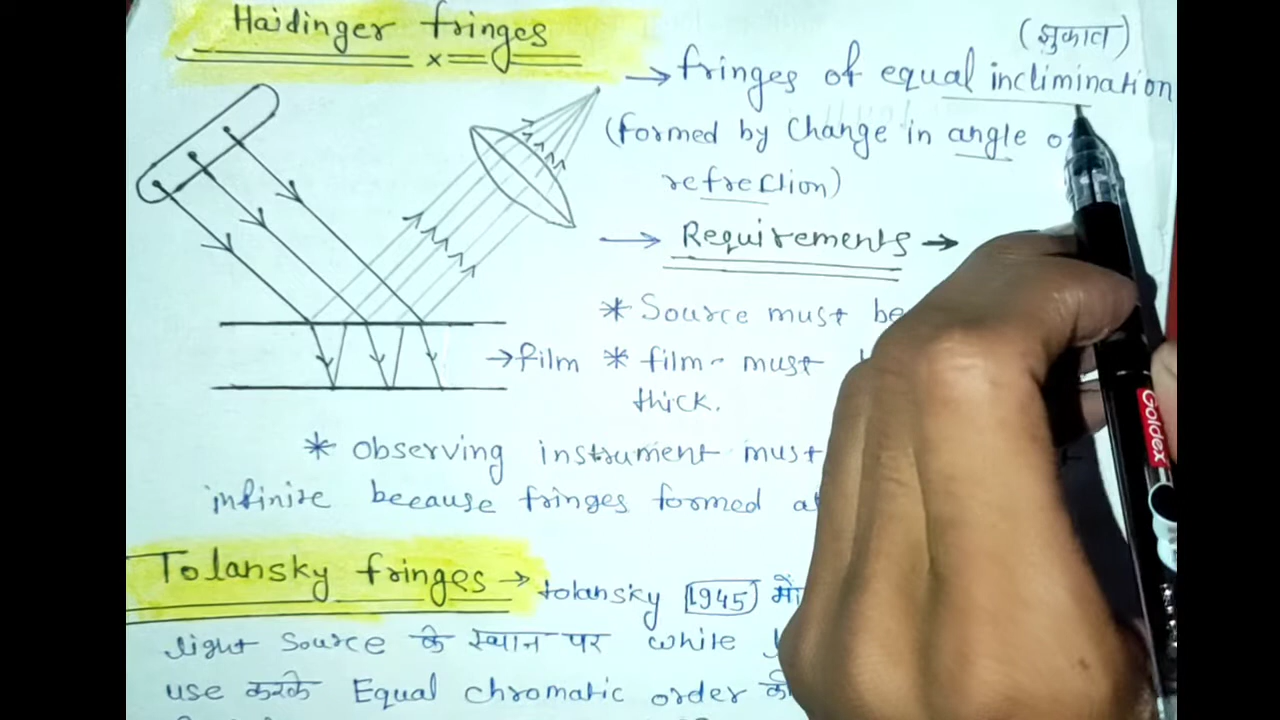 Haidinger fringes
(झुकाव)
→ fringes of equal inclimination
(formed by Change in angle
refrection)
→ Requirements →
* Source must be
→ film * film - must
thick.
* Observing instrument must
infinite because fringes formed at
Tolansky fringes → tolansky 1945 में
light Source के स्थान पर while
use करके Equal chromatic order की
Goldex